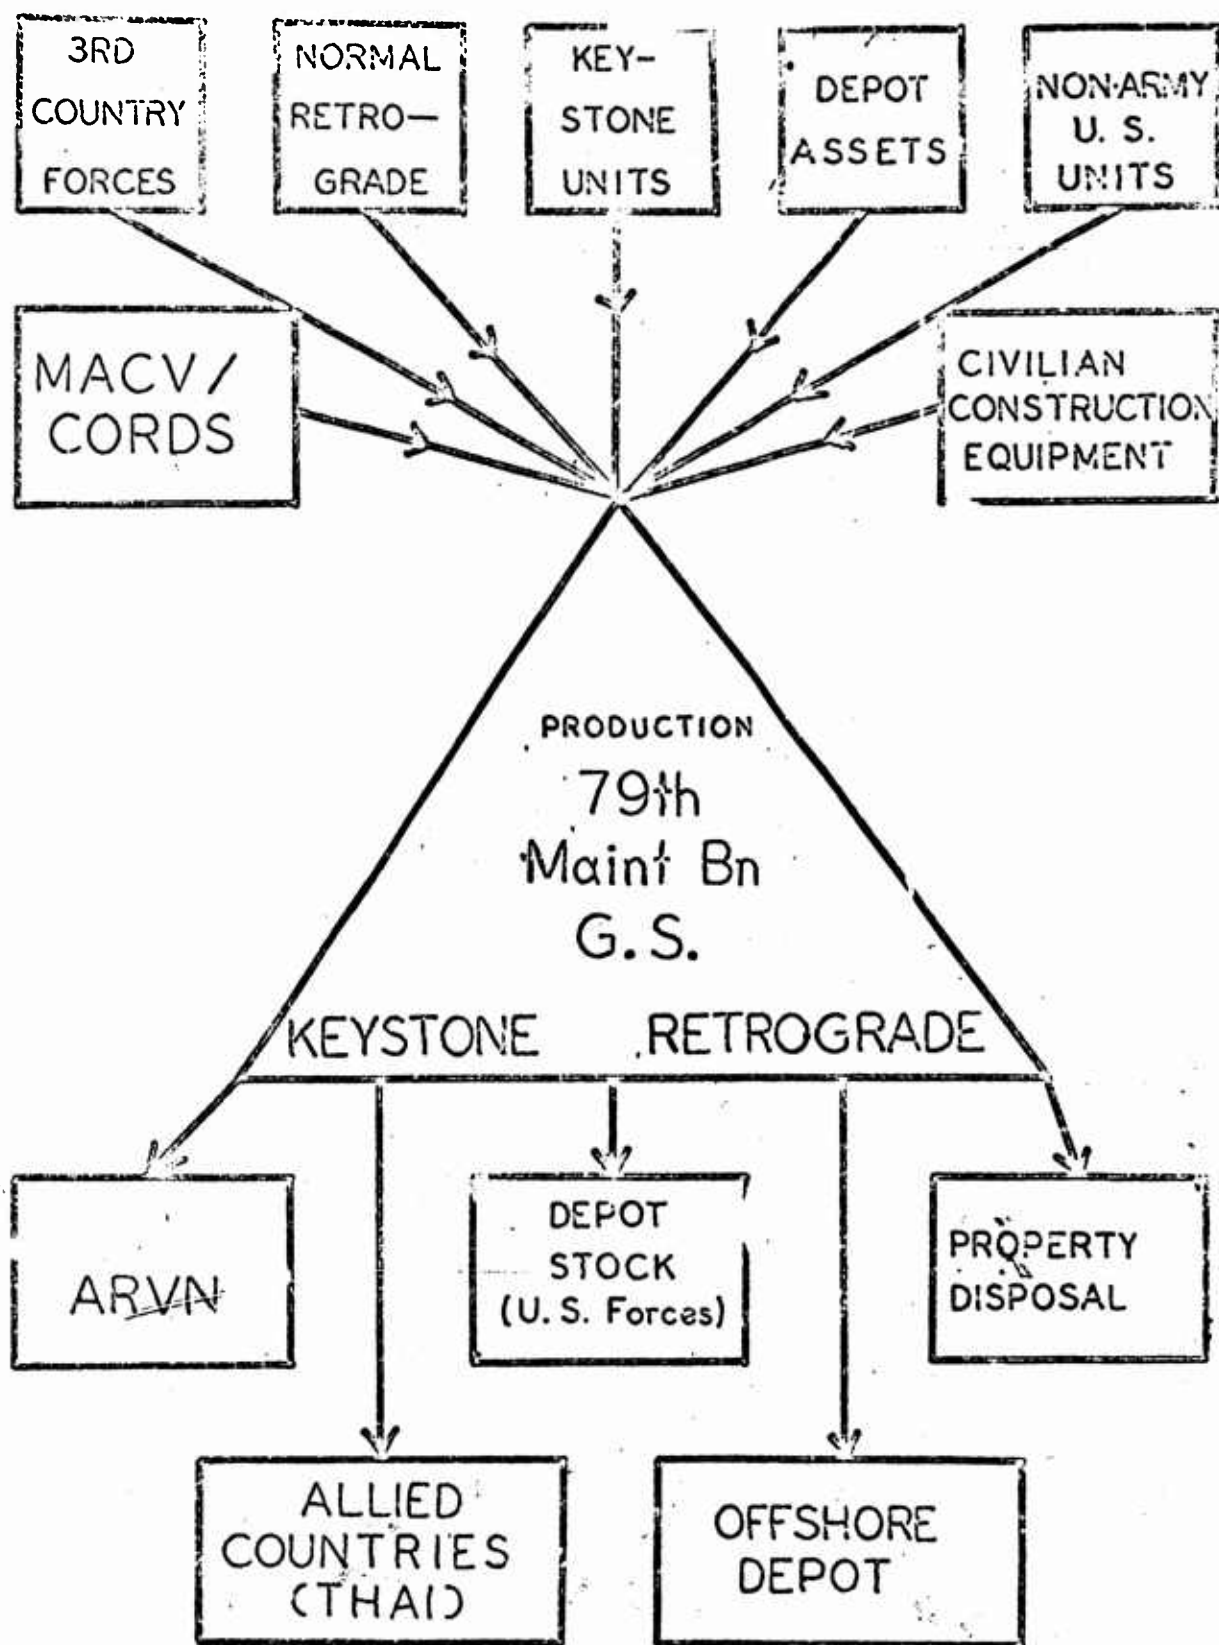 3RD
COUNTRY
FORCES
NORMAL
RETRO—
GRADE
KEY-
STONE
UNITS
DEPOT
ASSETS
NON-ARMY
U. S.
UNITS
MACV/
CORDS
CIVILIAN
CONSTRUCTION
EQUIPMENT
PRODUCTION
79th
Maint Bn
G. S.
KEYSTONE RETROGRADE
ARVN
DEPOT
STOCK
(U. S. Forces)
PROPERTY
DISPOSAL
ALLIED
COUNTRIES
(THAI)
OFFSHORE
DEPOT